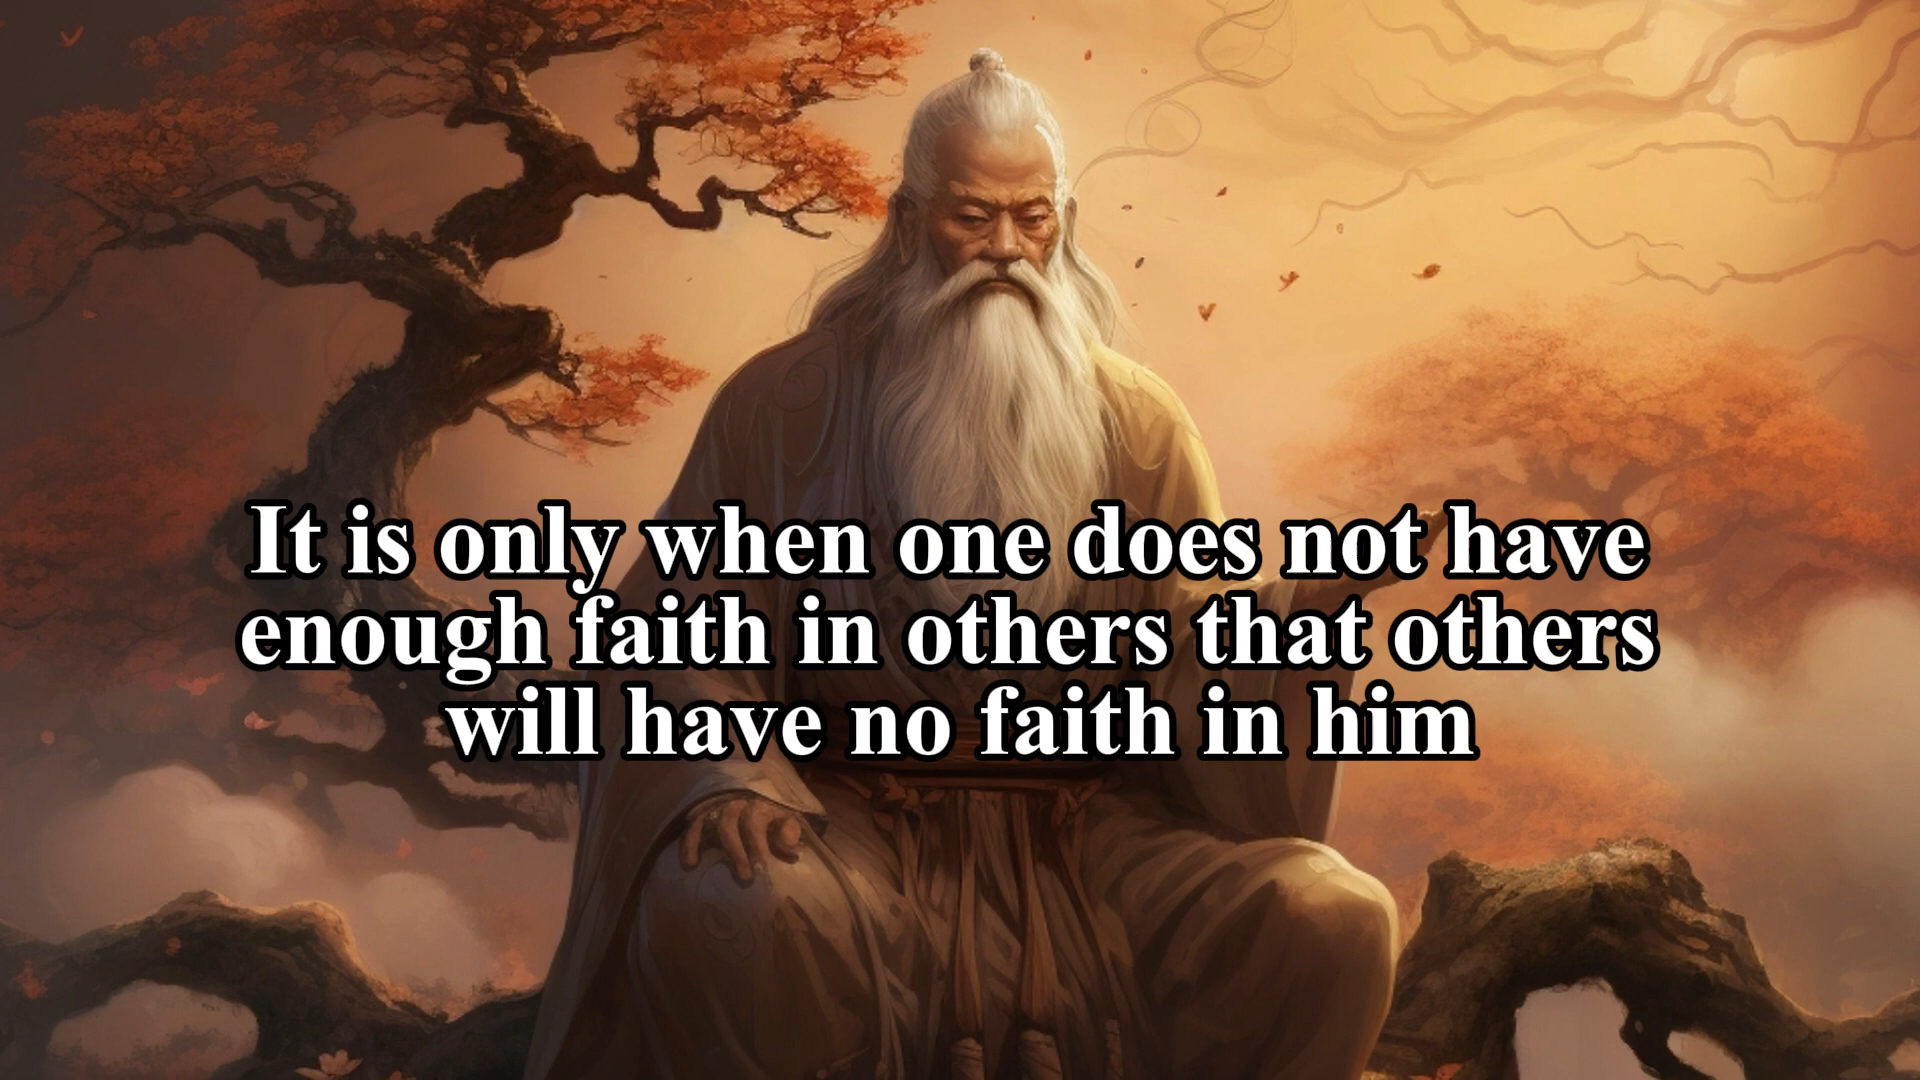 It is only when one does not have
enough faith in others that others
will have no faith in him